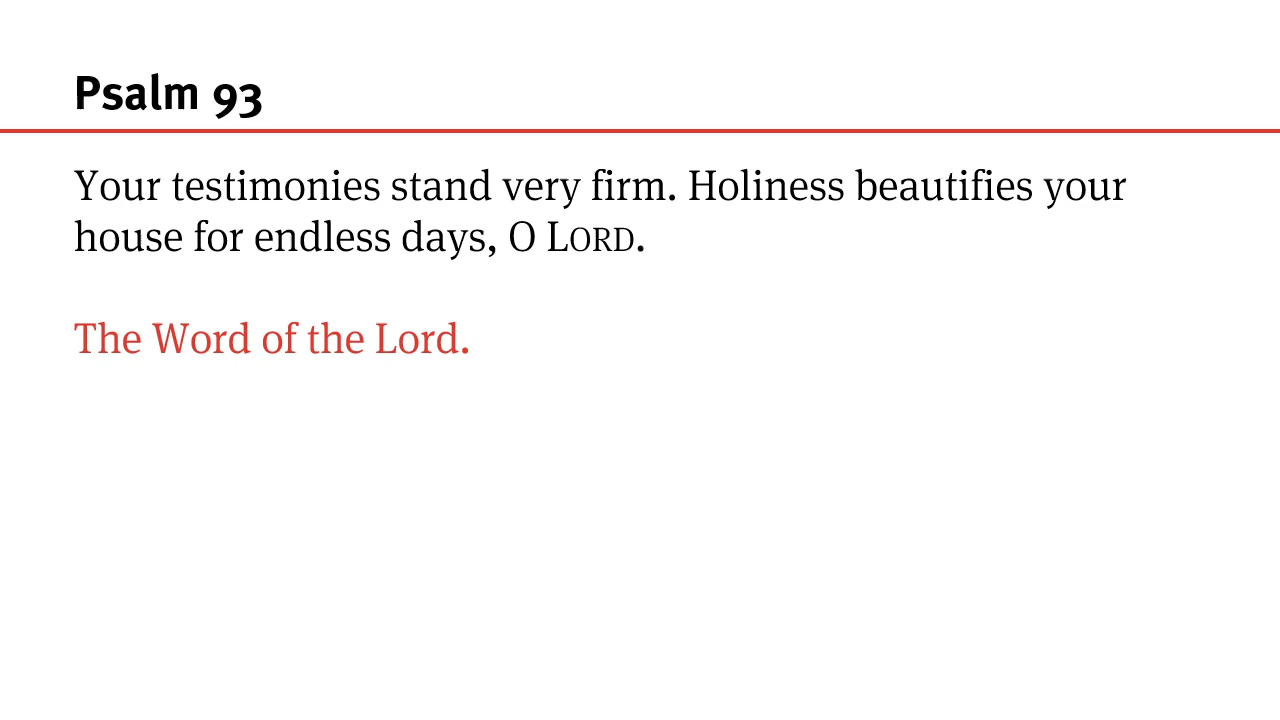 Psalm 93
Your testimonies stand very firm. Holiness beautifies your
house for endless days, O LORD.
The Word of the Lord.